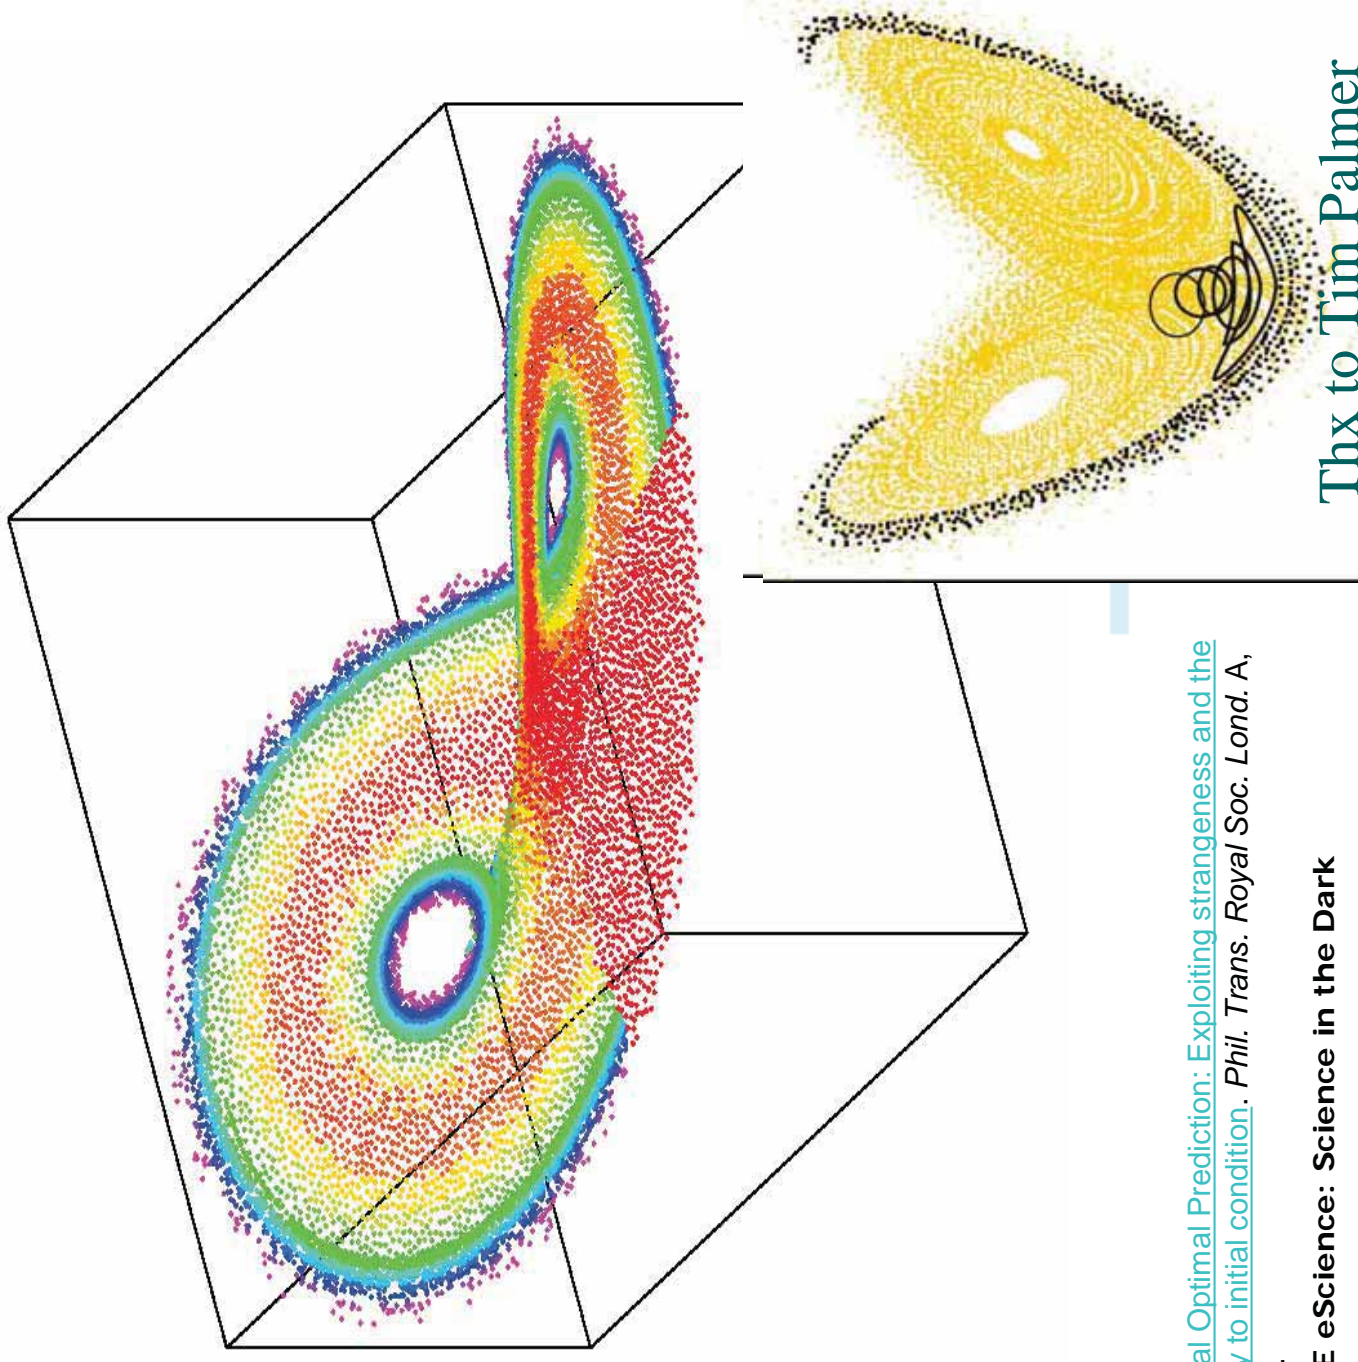 Thx to Tim Palmer
al Optimal Prediction: Exploiting strangeness and the
y to initial condition. Phil. Trans. Royal Soc. Lond. A,
E eScience: Science in the Dark